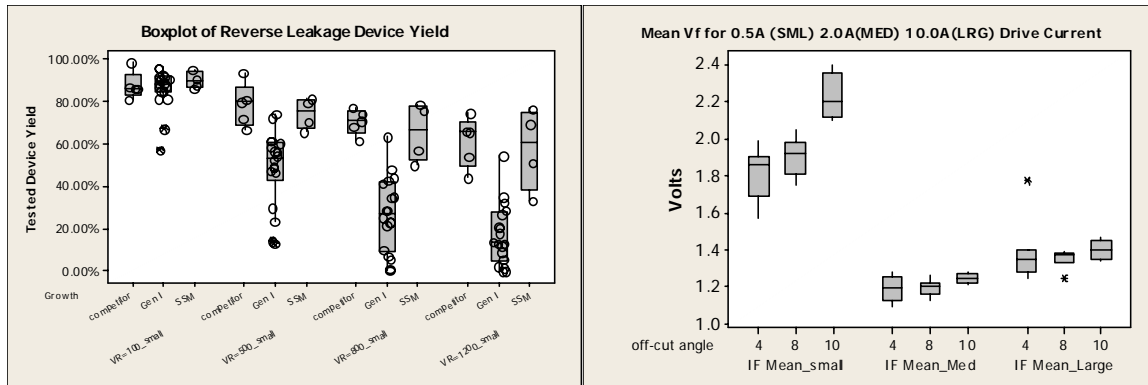 Boxplot of Reverse Leakage Device Yield
Tested Device Yield
100.00%
80.00%
60.00%
40.00%
20.00%
0.00%
Growth
competitor Gen I SSM competitor Gen I SSM competitor Gen I SSM competitor Gen I SSM
VR=100_small VR=500_small VR=800_small VR=1200_small
Mean Vf for 0.5A (SML) 2.0A(MED) 10.0A(LRG) Drive Current
Volts
2.4
2.2
2.0
1.8
1.6
1.4
1.2
1.0
off-cut angle 4 8 10 4 8 10 4 8 10
IF Mean_small IF Mean_Med IF Mean_Large